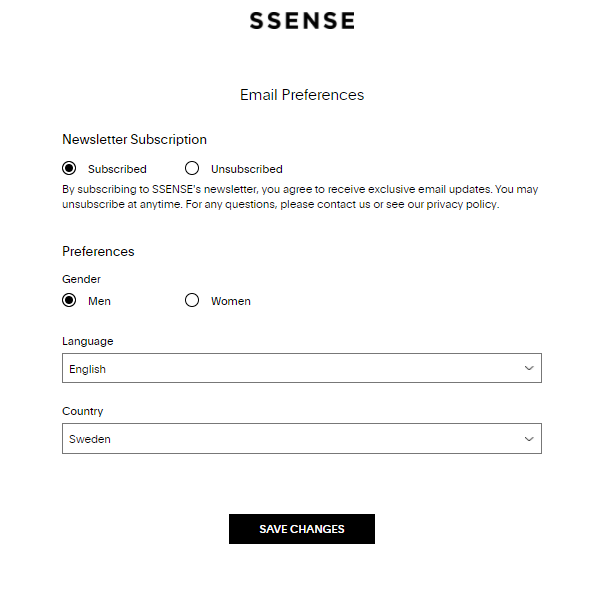 SSENSE
Email Preferences
Newsletter Subscription
Subscribed Unsubscribed
By subscribing to SSENSE's newsletter, you agree to receive exclusive email updates. You may
unsubscribe at anytime. For any questions, please contact us or see our privacy policy.
Preferences
Gender
Men Women
Language
English
Country
Sweden
SAVE CHANGES